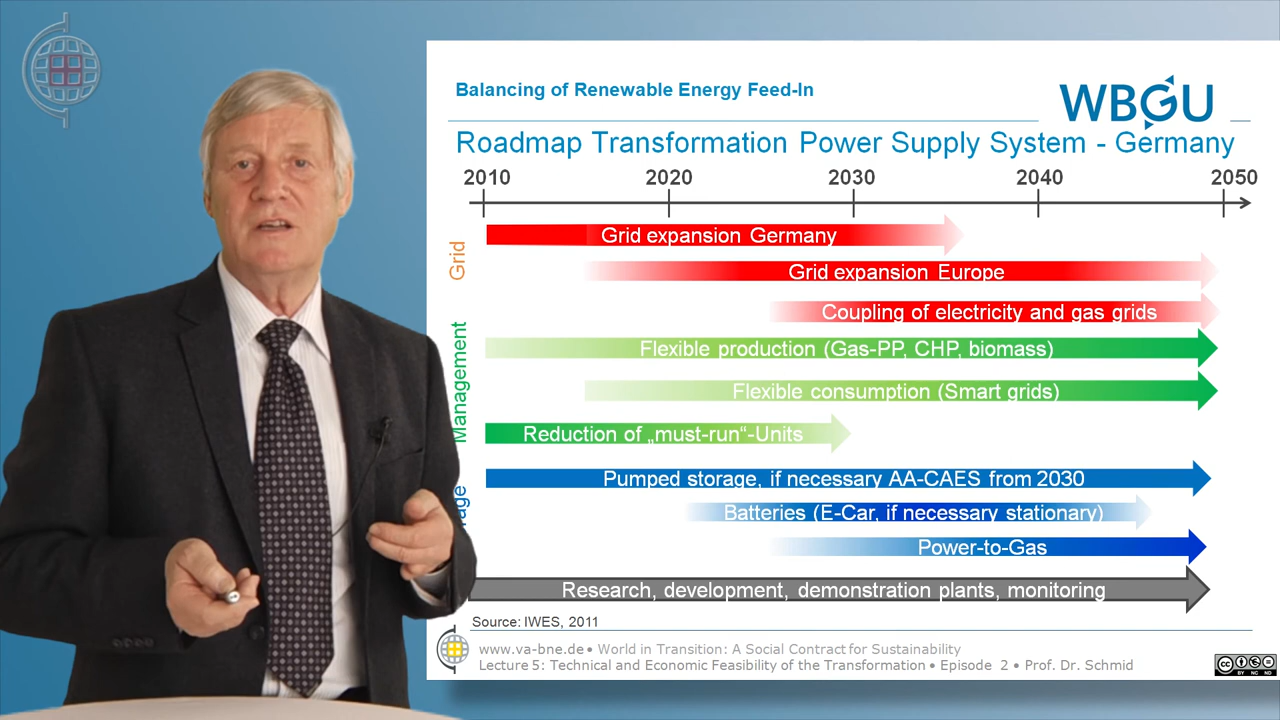 Balancing of Renewable Energy Feed-In
WBGU
Roadmap Transformation Power Supply System - Germany
2010 2020 2030 2040 2050
Grid
Grid expansion Germany
Grid expansion Europe
Coupling of electricity and gas grids
Management
Flexible production (Gas-PP, CHP, biomass)
Flexible consumption (Smart grids)
Reduction of „must-run“-Units
Pumped storage, if necessary AA-CAES from 2030
Batteries (E-Car, if necessary stationary)
Power-to-Gas
Research, development, demonstration plants, monitoring
Source: IWES, 2011
www.va-bne.de • World in Transition: A Social Contract for Sustainability
Lecture 5: Technical and Economic Feasibility of the Transformation • Episode 2 • Prof. Dr. Schmid
cc
BY NC ND